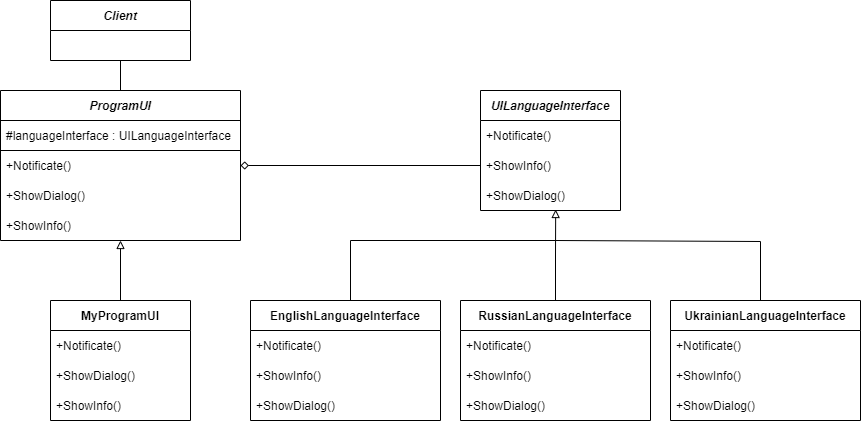 Client
ProgramUI
#languageInterface : UILanguageInterface
+Notificate()
+ShowDialog()
+ShowInfo()
UILanguageInterface
+Notificate()
+ShowInfo()
+ShowDialog()
MyProgramUI
+Notificate()
+ShowDialog()
+ShowInfo()
EnglishLanguageInterface
+Notificate()
+ShowInfo()
+ShowDialog()
RussianLanguageInterface
+Notificate()
+ShowInfo()
+ShowDialog()
UkrainianLanguageInterface
+Notificate()
+ShowInfo()
+ShowDialog()